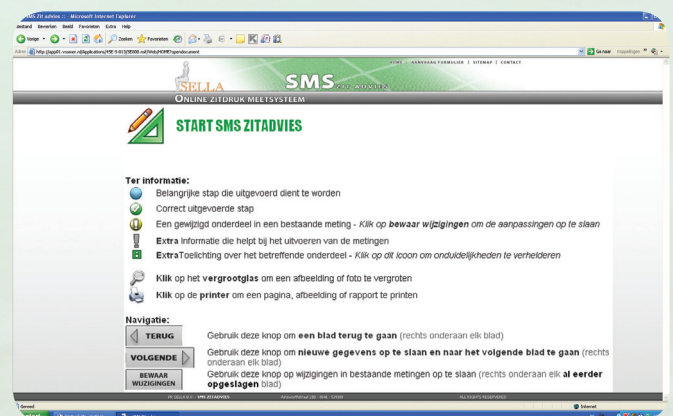 SMS Zit advies :: - Microsoft Internet Explorer
Bestand Bewerken Beeld Favorieten Extra Help
Vorige Zoeken Favorieten
Adres Ga naar Koppelingen
HOME | AANVRAAG FORMULIER | SITEMAP | CONTACT
SELLA SMS ZIT ADVIES
ONLINE ZITDRUK MEETSYSTEEM
START SMS ZITADVIES
Ter informatie:
Belangrijke stap die uitgevoerd dient te worden
Correct uitgevoerde stap
Een gewijzigd onderdeel in een bestaande meting - Klik op bewaar wijzigingen om de aanpassingen op te slaan
Extra Informatie die helpt bij het uitvoeren van de metingen
ExtraToelichting over het betreffende onderdeel - Klik op dit icoon om onduidelijkheden te verhelderen
Klik op het vergrootglas om een afbeelding of foto te vergroten
Klik op de printer om een pagina, afbeelding of rapport te printen
Navigatie:
TERUG Gebruik deze knop om een blad terug te gaan (rechts onderaan elk blad)
VOLGENDE Gebruik deze knop om nieuwe gegevens op te slaan en naar het volgende blad te gaan (rechts
onderaan elk blad)
BEWAAR Gebruik deze knop op wijzigingen in bestaande metingen op te slaan (rechts onderaan elk al eerder
WIJZIGINGEN opgeslagen blad)
SMS ZITADVIES ALL RIGHTS RESERVED
Gereed Internet